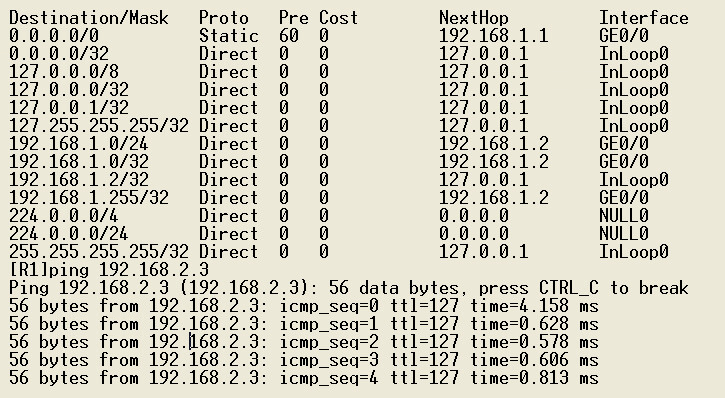 Destination/Mask   Proto   Pre Cost        NextHop         Interface
0.0.0.0/0          Static  60  0           192.168.1.1     GE0/0
0.0.0.0/32         Direct  0   0           127.0.0.1       InLoop0
127.0.0.0/8        Direct  0   0           127.0.0.1       InLoop0
127.0.0.0/32       Direct  0   0           127.0.0.1       InLoop0
127.0.0.1/32       Direct  0   0           127.0.0.1       InLoop0
127.255.255.255/32 Direct  0   0           127.0.0.1       InLoop0
192.168.1.0/24     Direct  0   0           192.168.1.2     GE0/0
192.168.1.0/32     Direct  0   0           192.168.1.2     GE0/0
192.168.1.2/32     Direct  0   0           127.0.0.1       InLoop0
192.168.1.255/32   Direct  0   0           192.168.1.2     GE0/0
224.0.0.0/4        Direct  0   0           0.0.0.0         NULL0
224.0.0.0/24       Direct  0   0           0.0.0.0         NULL0
255.255.255.255/32 Direct  0   0           127.0.0.1       InLoop0
[R1]ping 192.168.2.3
Ping 192.168.2.3 (192.168.2.3): 56 data bytes, press CTRL_C to break
56 bytes from 192.168.2.3: icmp_seq=0 ttl=127 time=4.158 ms
56 bytes from 192.168.2.3: icmp_seq=1 ttl=127 time=0.628 ms
56 bytes from 192.168.2.3: icmp_seq=2 ttl=127 time=0.578 ms
56 bytes from 192.168.2.3: icmp_seq=3 ttl=127 time=0.606 ms
56 bytes from 192.168.2.3: icmp_seq=4 ttl=127 time=0.813 ms